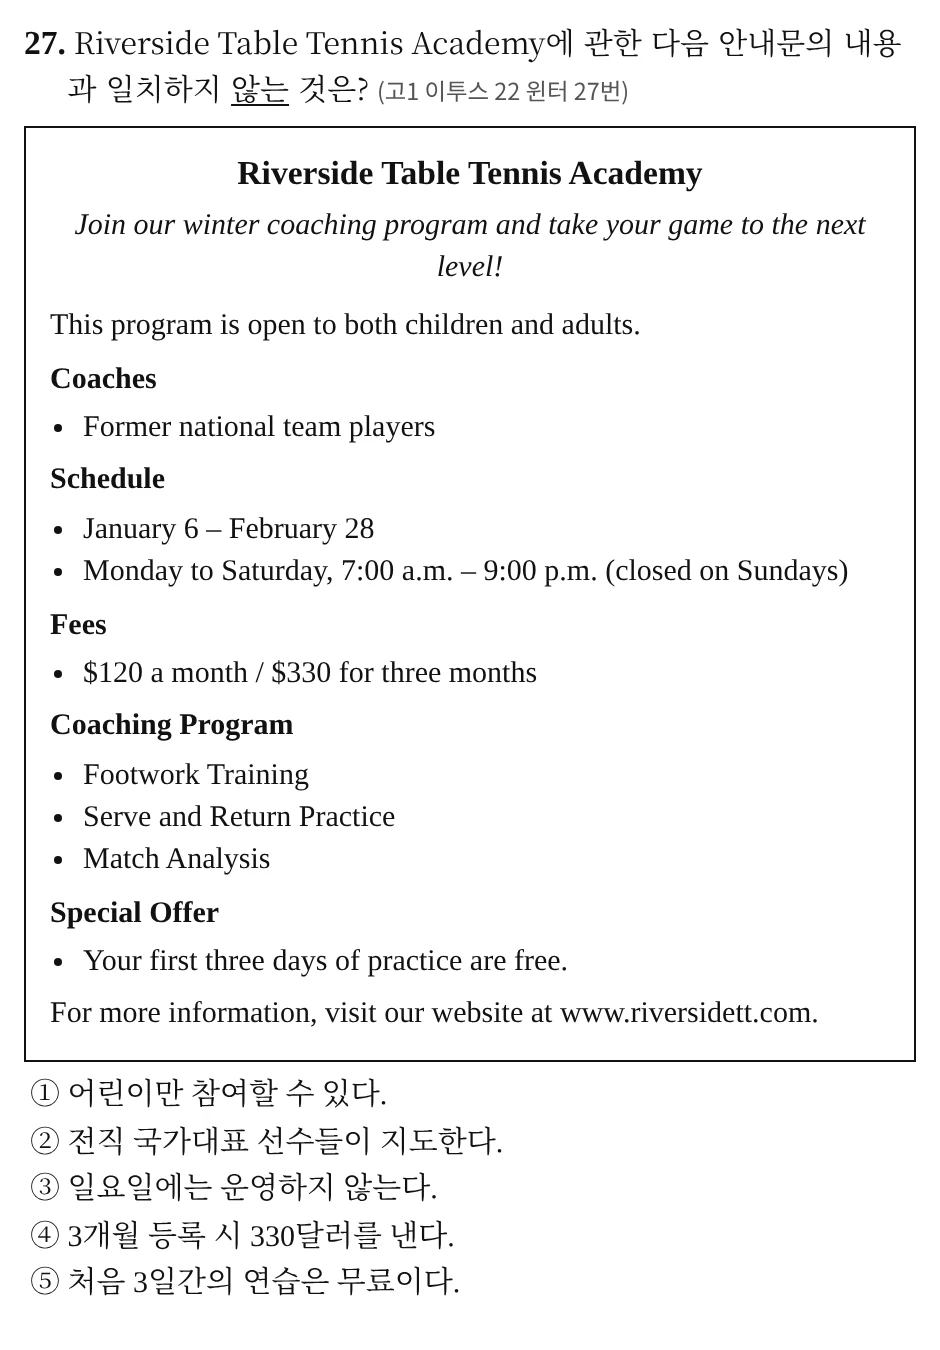 27. Riverside Table Tennis Academy에 관한 다음 안내문의 내용
과 일치하지 않는 것은? (고1 이투스 22 윈터 27번)
Riverside Table Tennis Academy
Join our winter coaching program and take your game to the next
level!
This program is open to both children and adults.
Coaches
• Former national team players
Schedule
• January 6 – February 28
• Monday to Saturday, 7:00 a.m. – 9:00 p.m. (closed on Sundays)
Fees
• $120 a month / $330 for three months
Coaching Program
• Footwork Training
• Serve and Return Practice
• Match Analysis
Special Offer
• Your first three days of practice are free.
For more information, visit our website at www.riversidett.com.
① 어린이만 참여할 수 있다.
② 전직 국가대표 선수들이 지도한다.
③ 일요일에는 운영하지 않는다.
④ 3개월 등록 시 330달러를 낸다.
⑤ 처음 3일간의 연습은 무료이다.